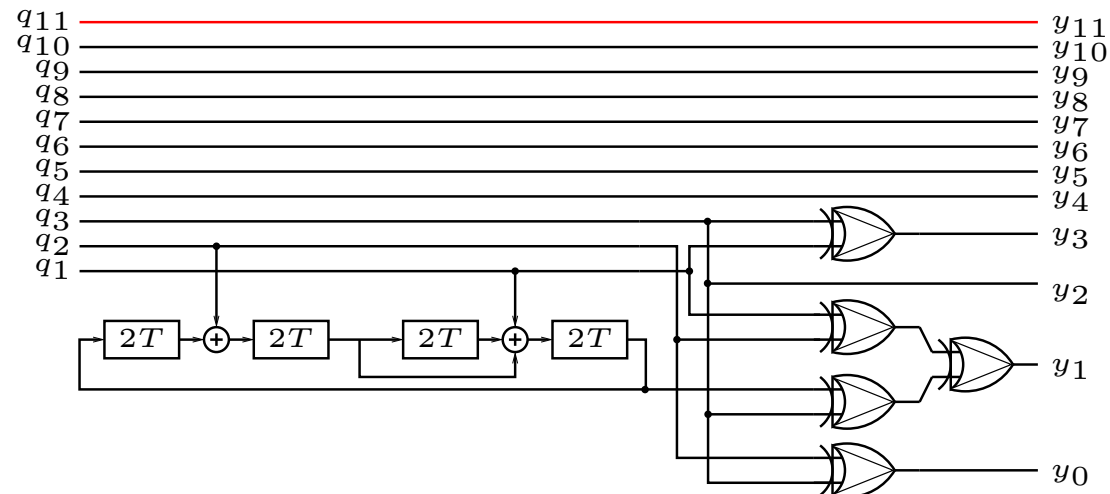 q11 y11
q10 y10
q9 y9
q8 y8
q7 y7
q6 y6
q5 y5
q4 y4
q3 y3
q2
q1 y2
2T + 2T 2T + 2T
y1
y0